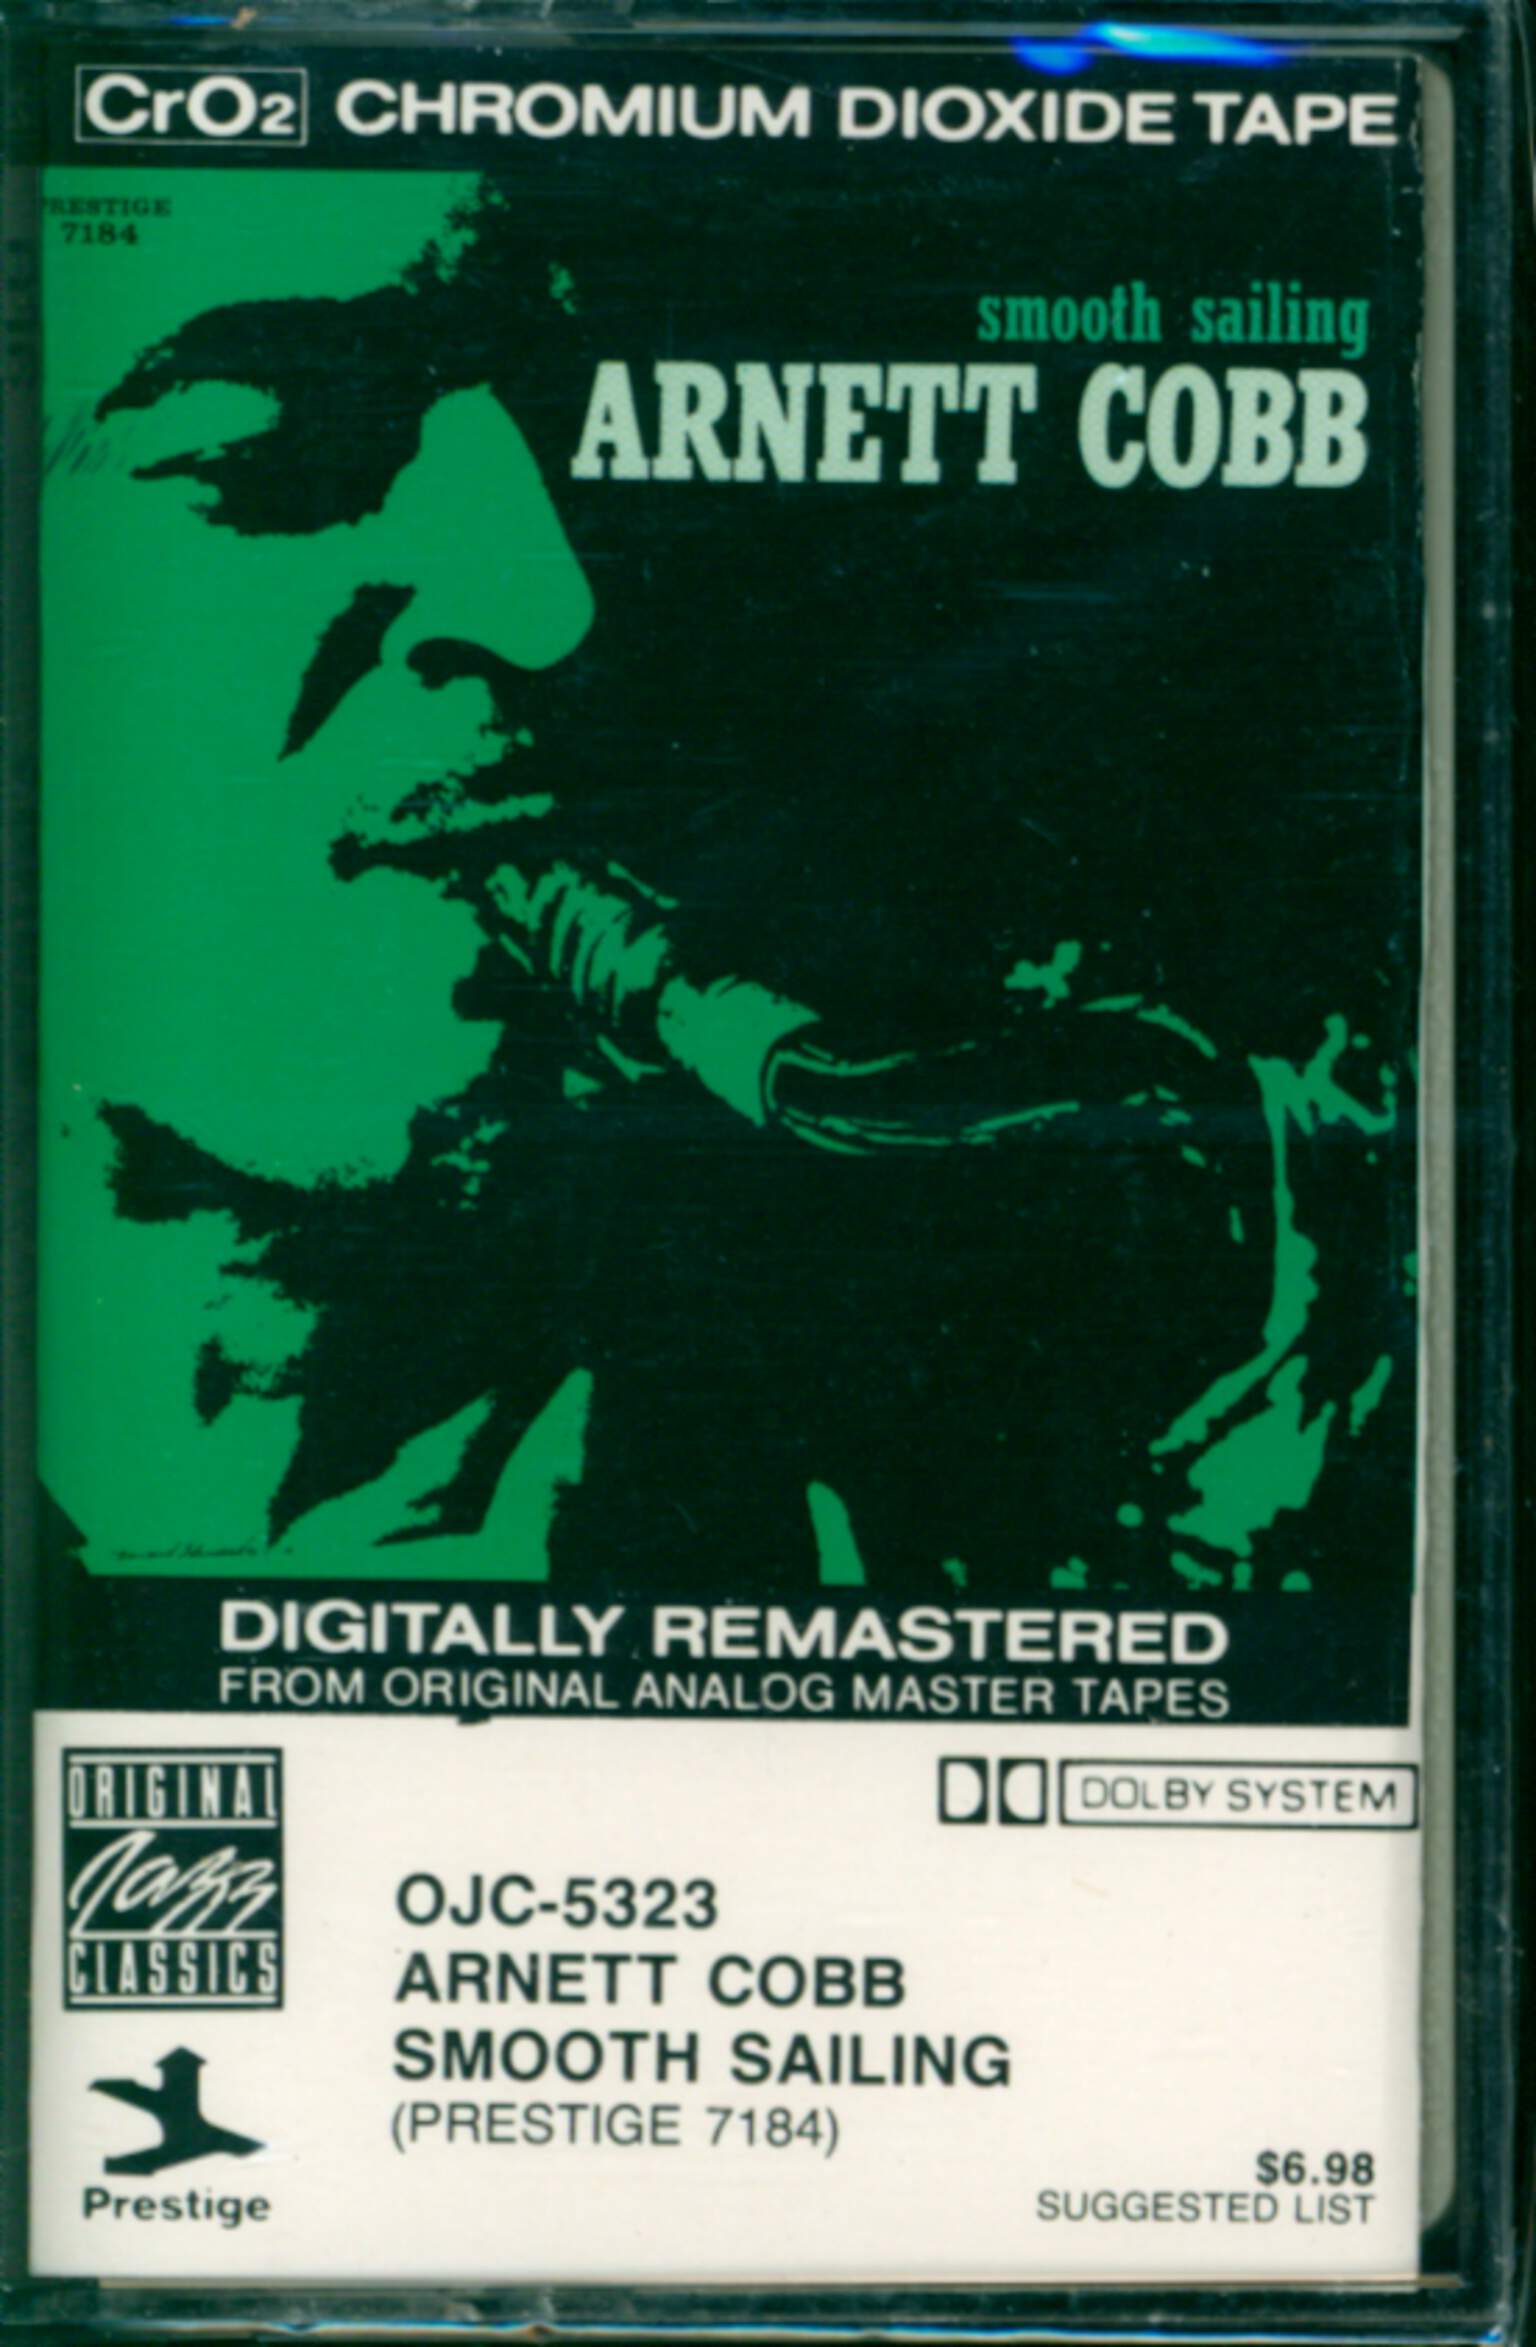 CrO2 CHROMIUM DIOXIDE TAPE
RESTIGE
7184
smooth sailing
ARNETT COBB
DIGITALLY REMASTERED
FROM ORIGINAL ANALOG MASTER TAPES
ORIGINAL
Jazz
CLASSICS
DOLBY SYSTEM
OJC-5323
ARNETT COBB
SMOOTH SAILING
(PRESTIGE 7184)
Prestige
$6.98
SUGGESTED LIST